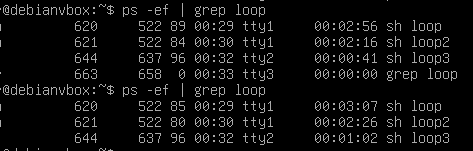 @debianvbox:~$ ps -ef | grep loop
620 522 89 00:29 tty1 00:02:56 sh loop
621 522 84 00:30 tty1 00:02:16 sh loop2
644 637 96 00:32 tty2 00:00:41 sh loop3
663 658 0 00:33 tty3 00:00:00 grep loop
@debianvbox:~$ ps -ef | grep loop
620 522 85 00:29 tty1 00:03:07 sh loop
621 522 80 00:30 tty1 00:02:26 sh loop2
644 637 96 00:32 tty2 00:01:02 sh loop3